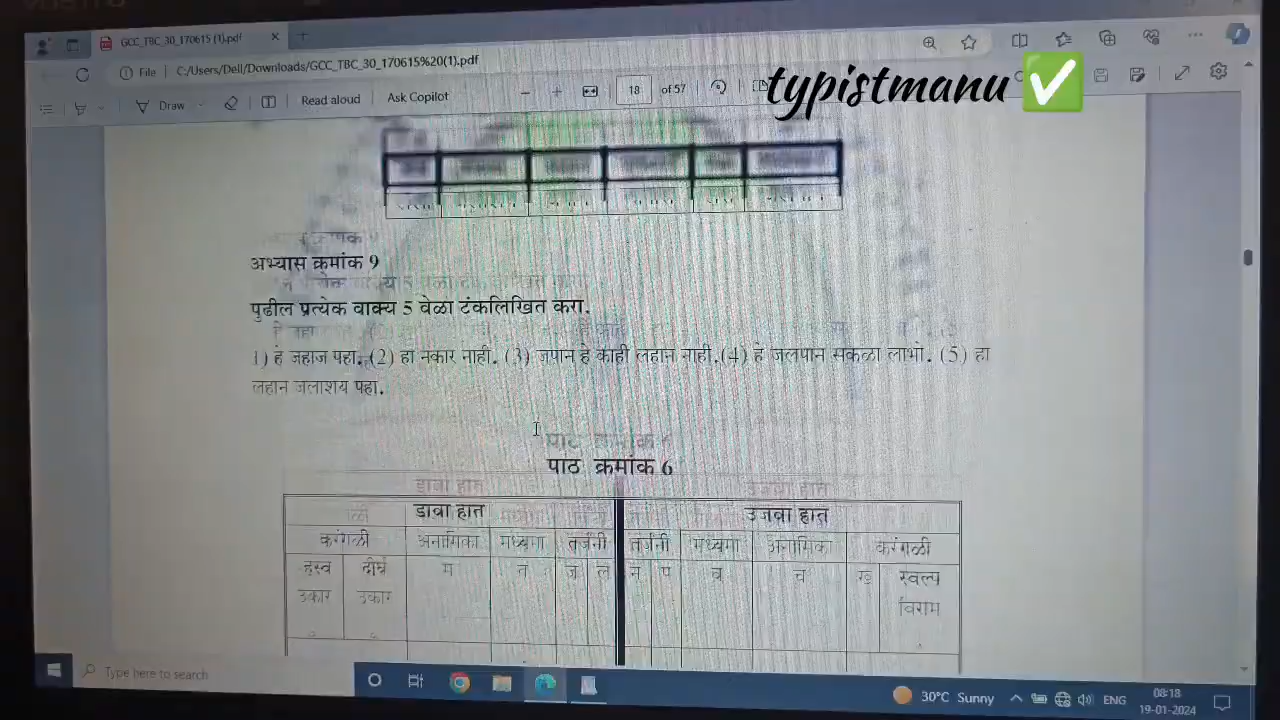 GCC_TBC_30_170615 (1).pdf
File C:/Users/Dell/Downloads/GCC_TBC_30_170615%20(1).pdf
typistmanu
Draw Read aloud Ask Copilot 18 of 57
अभ्यास क्रमांक 9
पुढील प्रत्येक वाक्य 5 वेळा टंकलिखित करा.
1) हे जहाज पहा. (2) हा नकार नाही. (3) जपान हे काही लहान नाही.(4) हे जलपान सकळा लाभो. (5) हा
लहान जलाशय पहा.
पाठ क्रमांक 6
डावा हात उजवा हात
करंगळी अनामिका मध्यमा तर्जनी तर्जनी मध्यमा अनामिका करंगळी
ह्रस्व दीर्घ म त ज ल न प व च ख स्वल्प
उकार उकार विराम
Type here to search
30°C Sunny ENG 08:18
19-01-2024